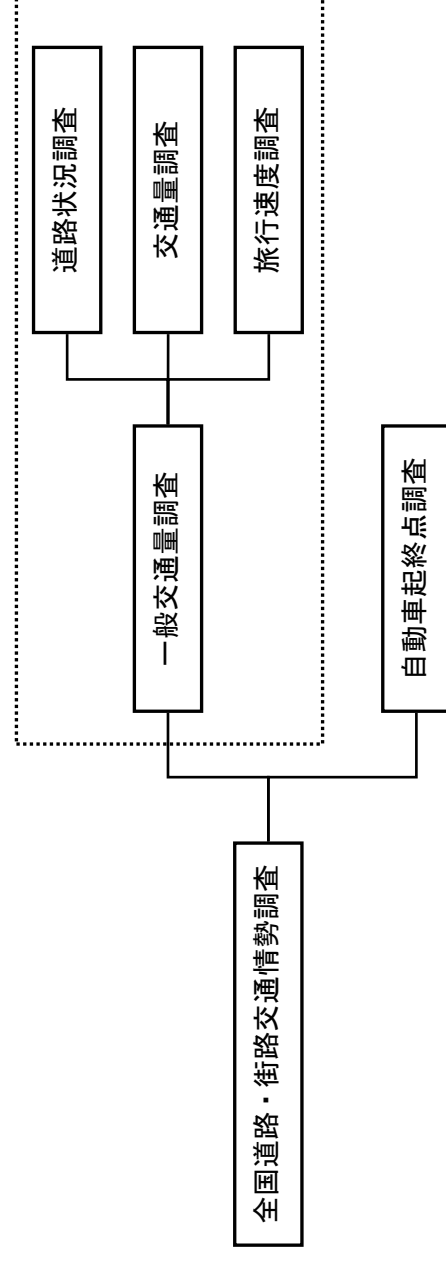 全国道路・街路交通情勢調査
一般交通量調査
道路状況調査
交通量調査
旅行速度調査
自動車起終点調査